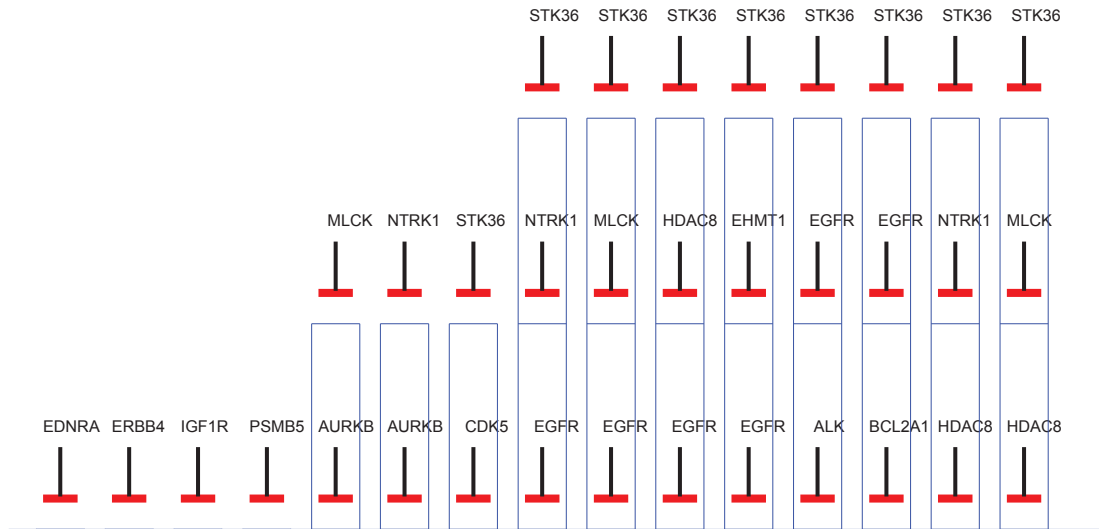 STK36 STK36 STK36 STK36 STK36 STK36 STK36 STK36
MLCK NTRK1 STK36 NTRK1 MLCK HDAC8 EHMT1 EGFR EGFR NTRK1 MLCK
EDNRA ERBB4 IGF1R PSMB5 AURKB AURKB CDK5 EGFR EGFR EGFR EGFR ALK BCL2A1 HDAC8 HDAC8